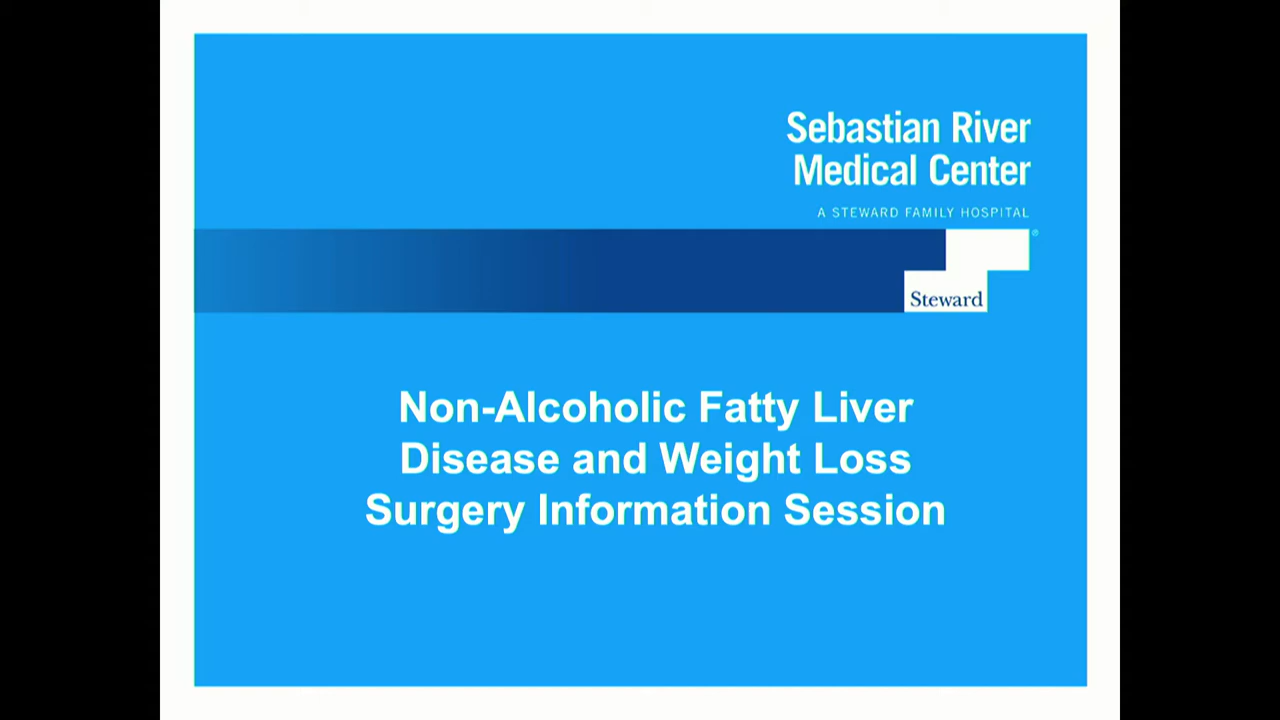 Sebastian River
Medical Center
A STEWARD FAMILY HOSPITAL
®
Steward
Non-Alcoholic Fatty Liver
Disease and Weight Loss
Surgery Information Session